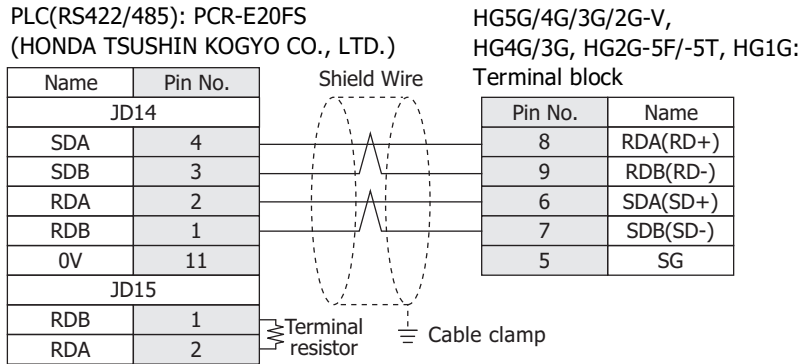 PLC(RS422/485): PCR-E20FS
(HONDA TSUSHIN KOGYO CO., LTD.)
HG5G/4G/3G/2G-V,
HG4G/3G, HG2G-5F/-5T, HG1G:
Terminal block
Shield Wire
Name Pin No.
JD14
SDA 4
SDB 3
RDA 2
RDB 1
0V 11
JD15
RDB 1
RDA 2
Terminal
resistor
Cable clamp
Pin No. Name
8 RDA(RD+)
9 RDB(RD-)
6 SDA(SD+)
7 SDB(SD-)
5 SG